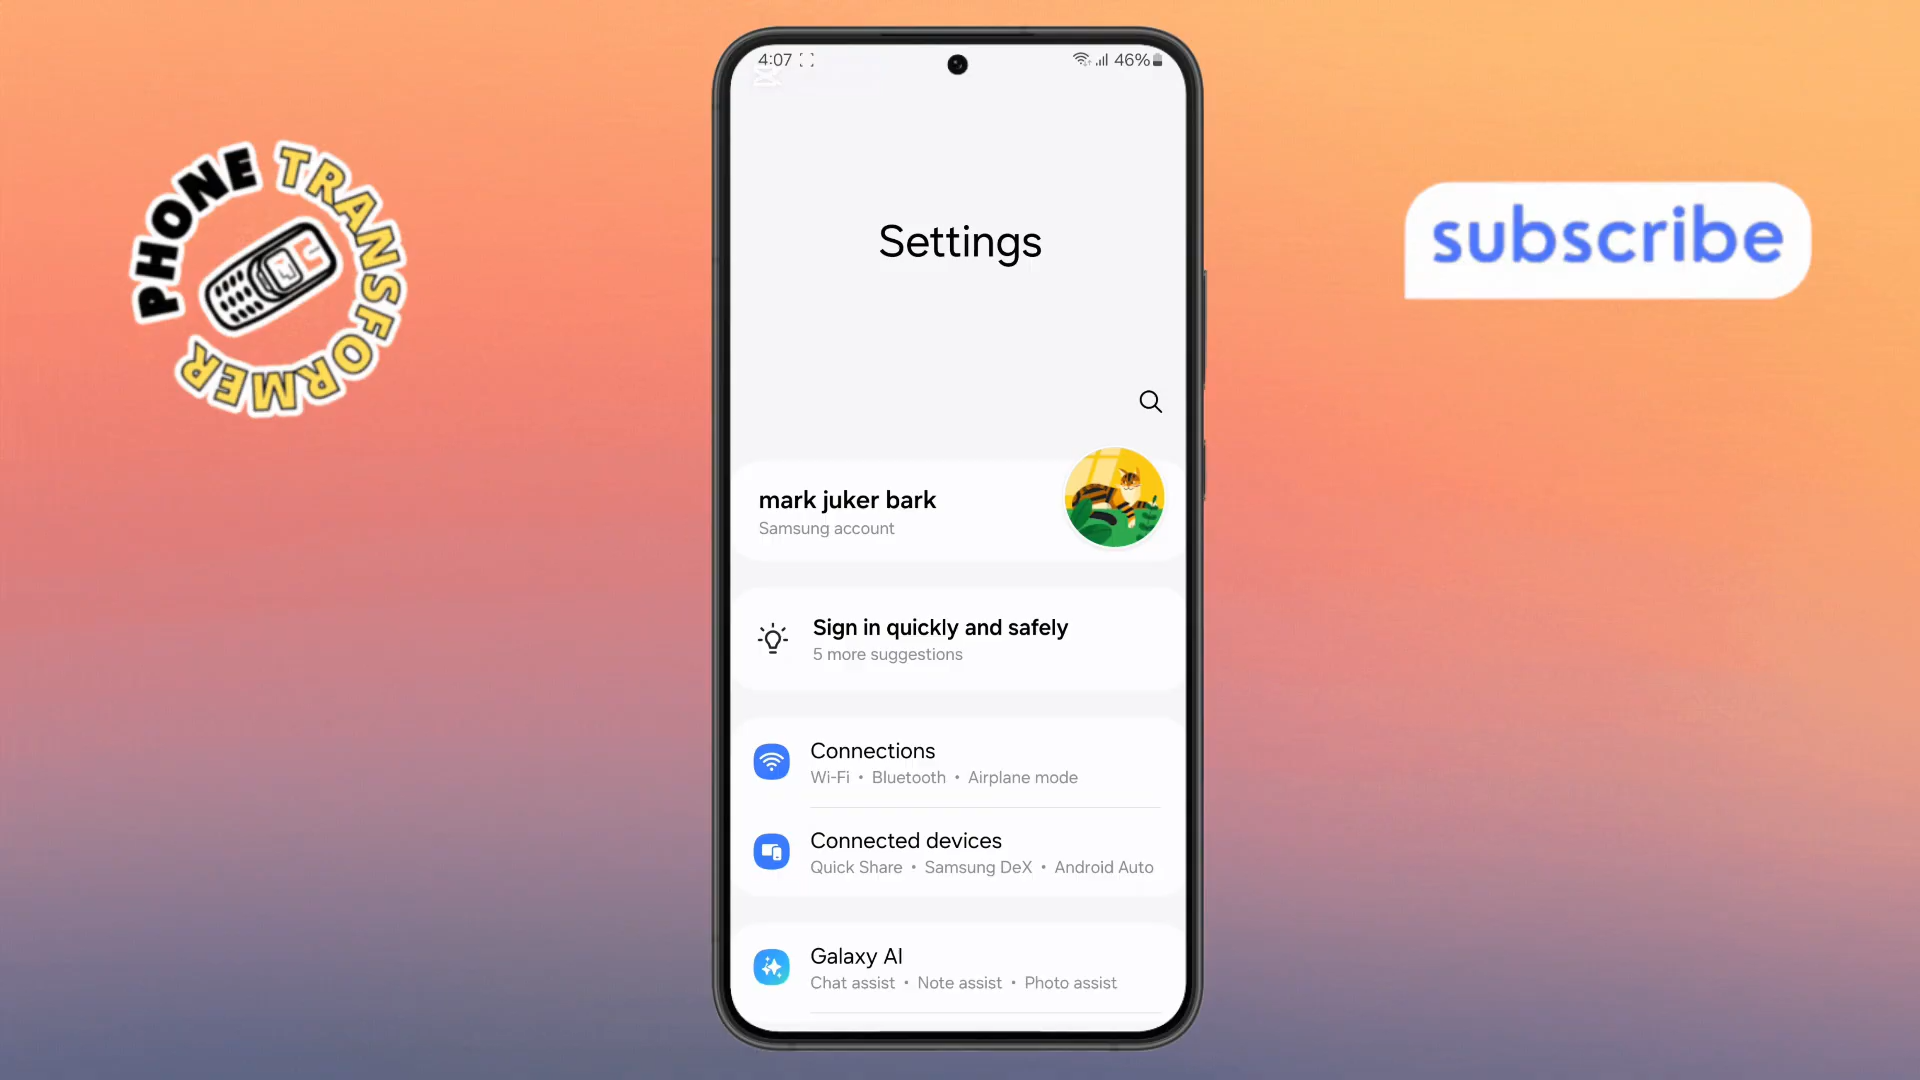 PHONE TRANSFORMER
subscribe
4:07
46%
Settings
mark juker bark
Samsung account
Sign in quickly and safely
5 more suggestions
Connections
Wi-Fi • Bluetooth • Airplane mode
Connected devices
Quick Share • Samsung DeX • Android Auto
Galaxy AI
Chat assist • Note assist • Photo assist